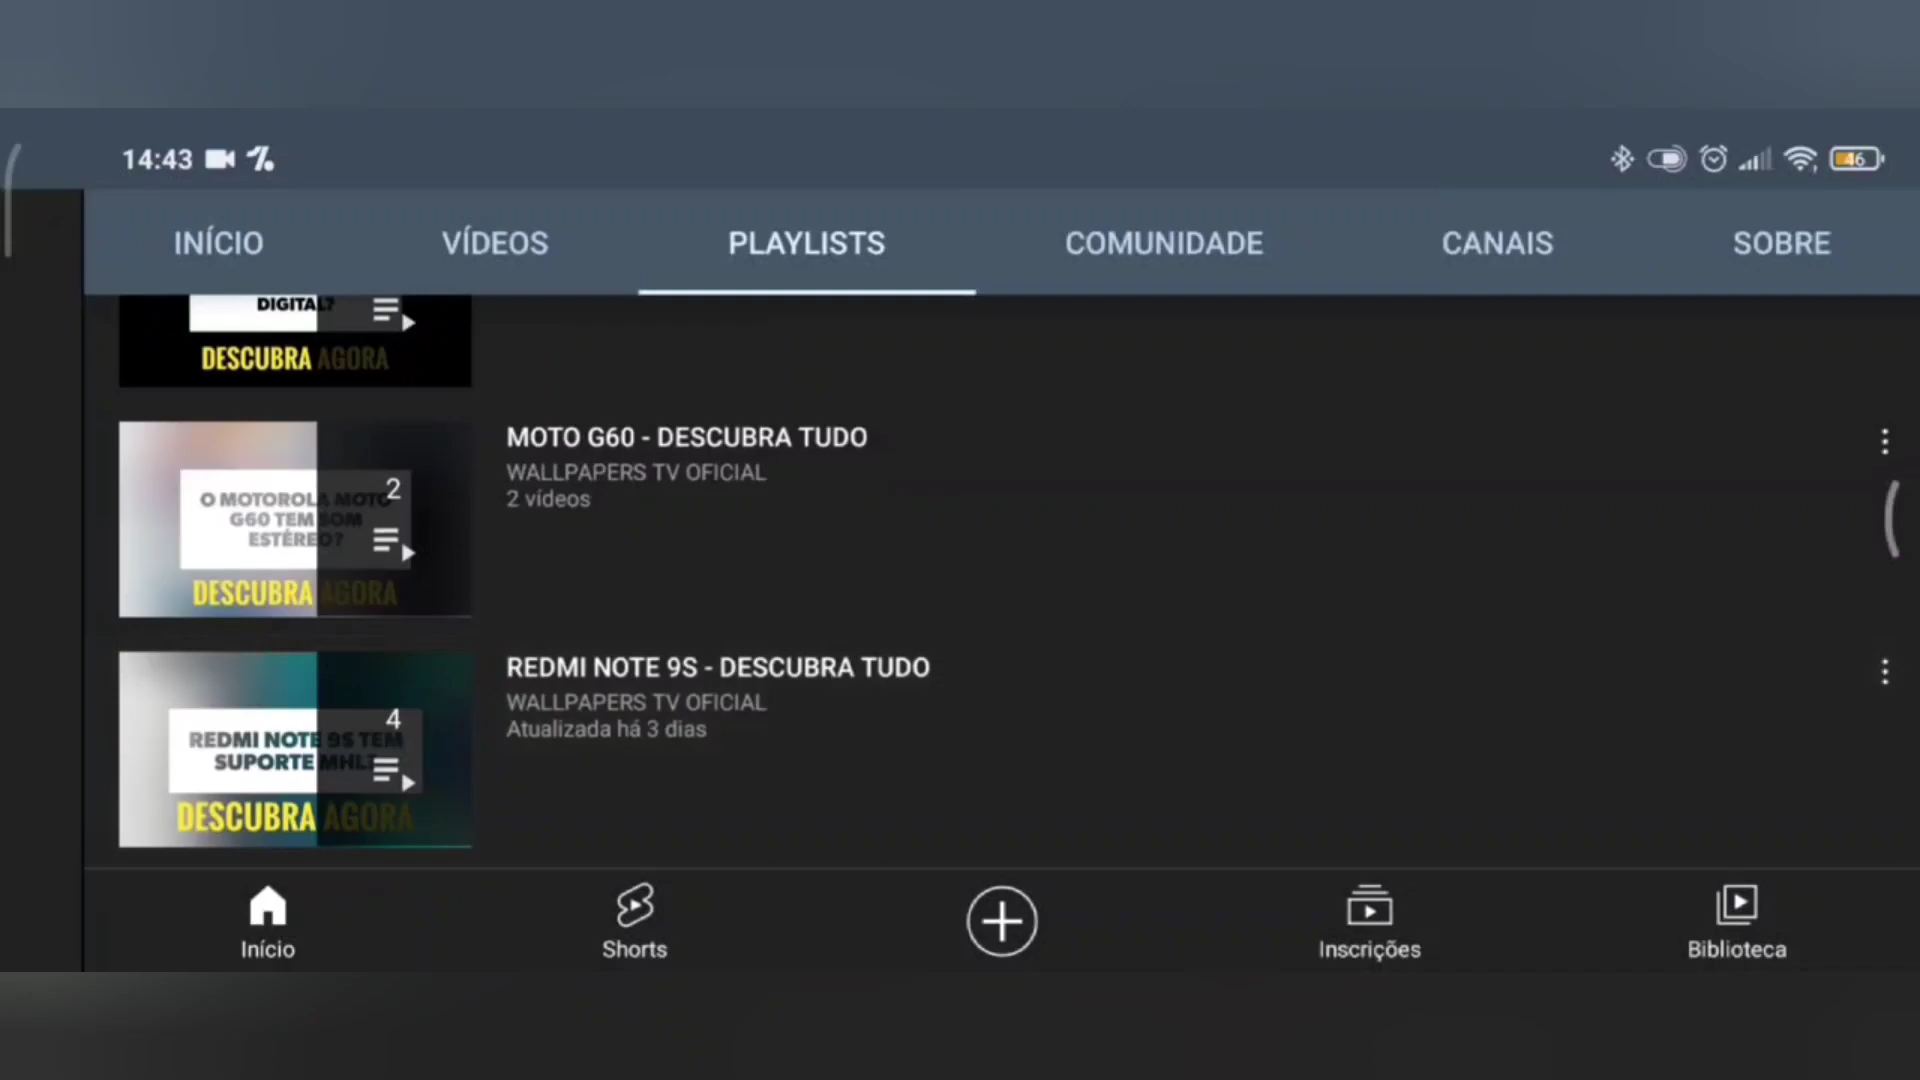 14:43
46
INÍCIO
VÍDEOS
PLAYLISTS
COMUNIDADE
CANAIS
SOBRE
DIGITAL?
DESCUBRA AGORA
2
O MOTOROLA MOTO
G60 TEM SOM
ESTÉREO?
DESCUBRA AGORA
MOTO G60 - DESCUBRA TUDO
WALLPAPERS TV OFICIAL
2 vídeos
4
REDMI NOTE 9S TEM
SUPORTE MHL?
DESCUBRA AGORA
REDMI NOTE 9S - DESCUBRA TUDO
WALLPAPERS TV OFICIAL
Atualizada há 3 dias
Início
Shorts
Inscrições
Biblioteca